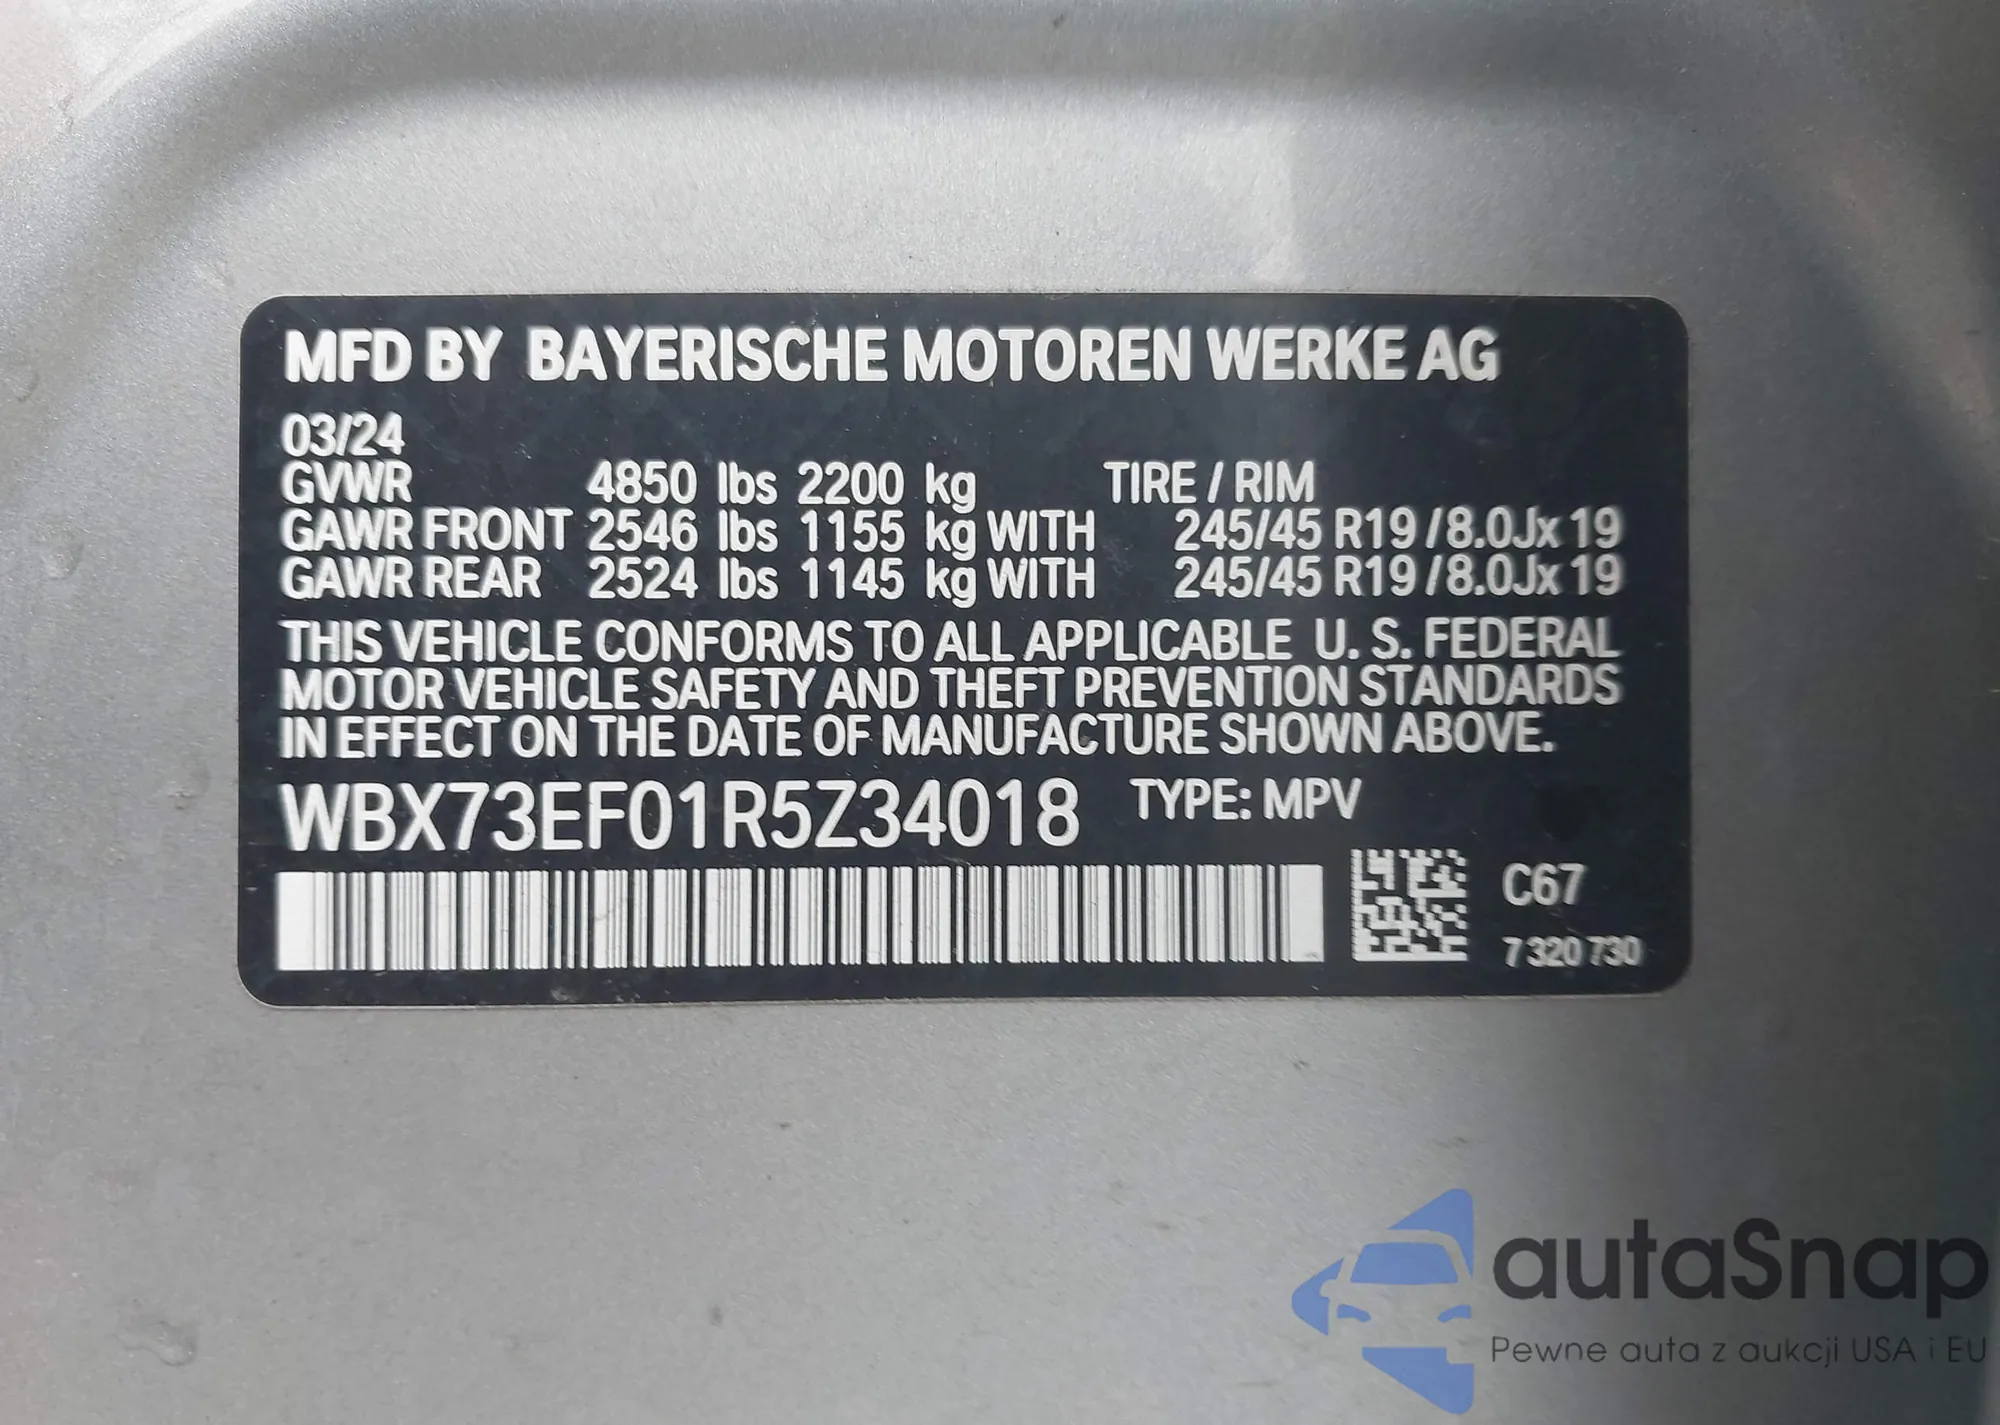 MFD BY BAYERISCHE MOTOREN WERKE AG
03/24
GVWR 4850 lbs 2200 kg TIRE / RIM
GAWR FRONT 2546 lbs 1155 kg WITH 245/45 R19 / 8.0Jx 19
GAWR REAR 2524 lbs 1145 kg WITH 245/45 R19 / 8.0Jx 19
THIS VEHICLE CONFORMS TO ALL APPLICABLE U. S. FEDERAL
MOTOR VEHICLE SAFETY AND THEFT PREVENTION STANDARDS
IN EFFECT ON THE DATE OF MANUFACTURE SHOWN ABOVE.
WBX73EF01R5Z34018 TYPE: MPV
C67
7 320 730
autaSnap
Pewne auta z aukcji USA i EU